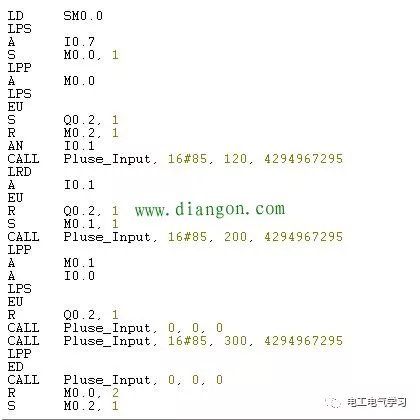 LD SM0.0
LPS
A I0.7
S M0.0, 1
LPP
A M0.0
LPS
EU
S Q0.2, 1
R M0.2, 1
AN I0.1
CALL Pluse_Input, 16#85, 120, 4294967295
LRD
A I0.1
EU
R Q0.2, 1
S M0.1, 1
www.diangon.com
CALL Pluse_Input, 16#85, 200, 4294967295
LPP
A M0.1
A I0.0
LPS
EU
R Q0.2, 1
CALL Pluse_Input, 0, 0, 0
CALL Pluse_Input, 16#85, 300, 4294967295
LPP
ED
CALL Pluse_Input, 0, 0, 0
R M0.0, 2
S M0.2, 1
电工电气学习